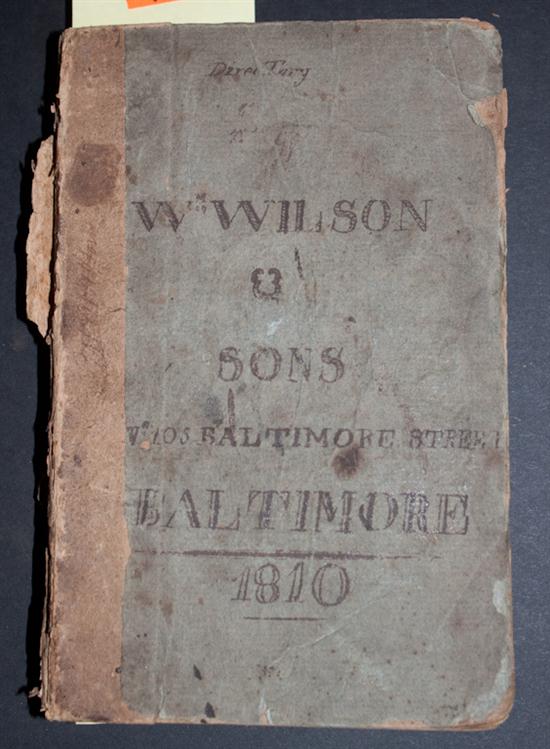 Directory
Wm WILSON
&
SONS
No 105 BALTIMORE STREET
BALTIMORE
1810